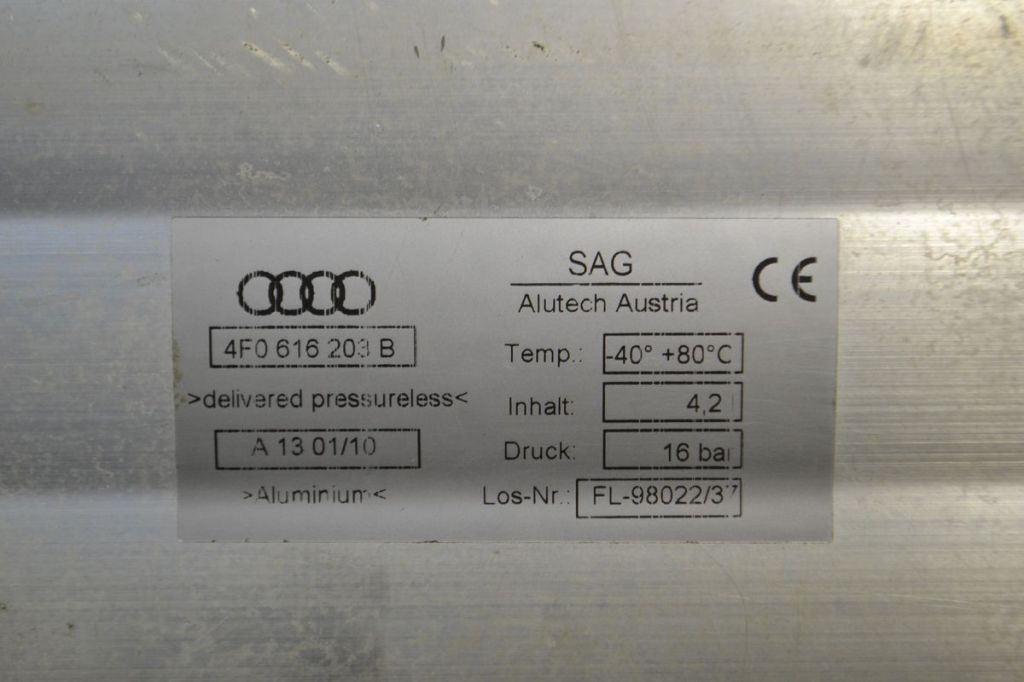 4F0 616 203 B
>delivered pressureless<
A 13 01/10
>Aluminium<
SAG
Alutech Austria
CE
Temp.: -40° +80°C
Inhalt: 4,2
Druck: 16 bar
Los-Nr.: FL-98022/37